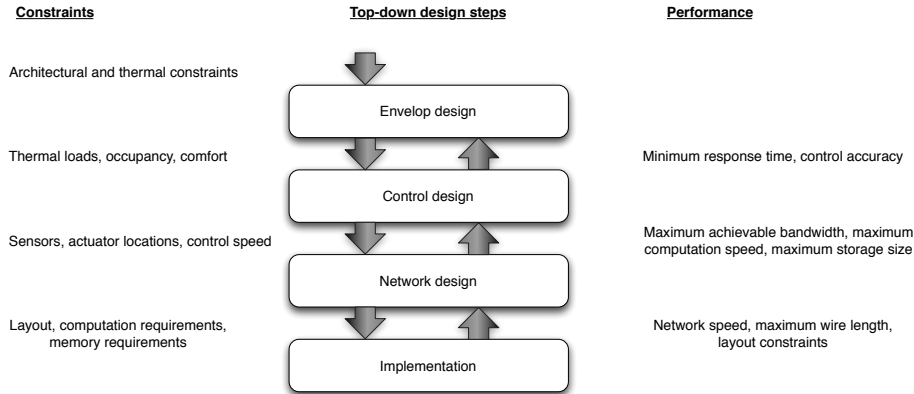 Constraints
Top-down design steps
Performance
Architectural and thermal constraints
Envelop design
Thermal loads, occupancy, comfort
Minimum response time, control accuracy
Control design
Sensors, actuator locations, control speed
Maximum achievable bandwidth, maximum
computation speed, maximum storage size
Network design
Layout, computation requirements,
memory requirements
Network speed, maximum wire length,
layout constraints
Implementation